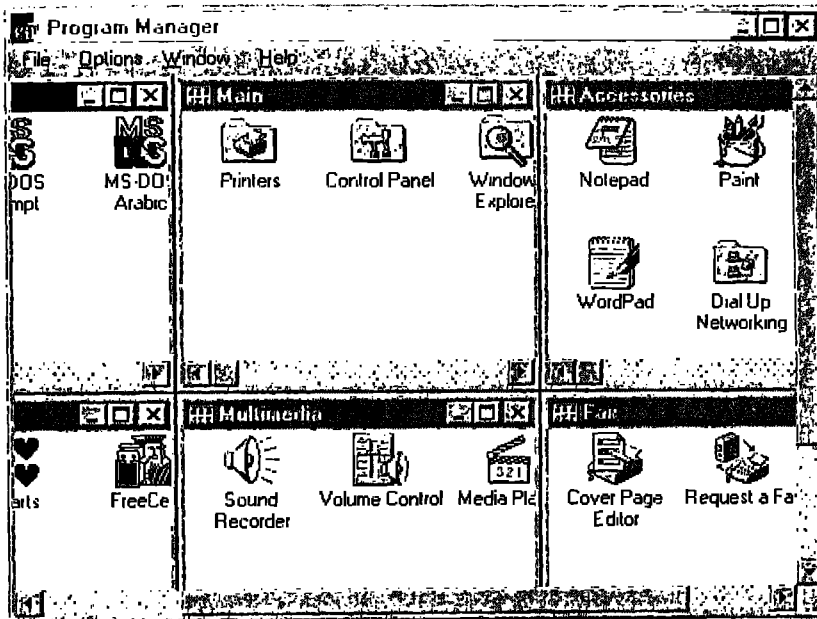 Program Manager
File Options Window Help
Main
Accessories
DOS
mpt
MS-DO
Arabic
Printers
Control Panel
Window
Explore
Notepad
Paint
WordPad
Dial Up
Networking
Multimedia
Fax
arts
FreeCe
Sound
Recorder
Volume Control
Media Pla
Cover Page
Editor
Request a Fa